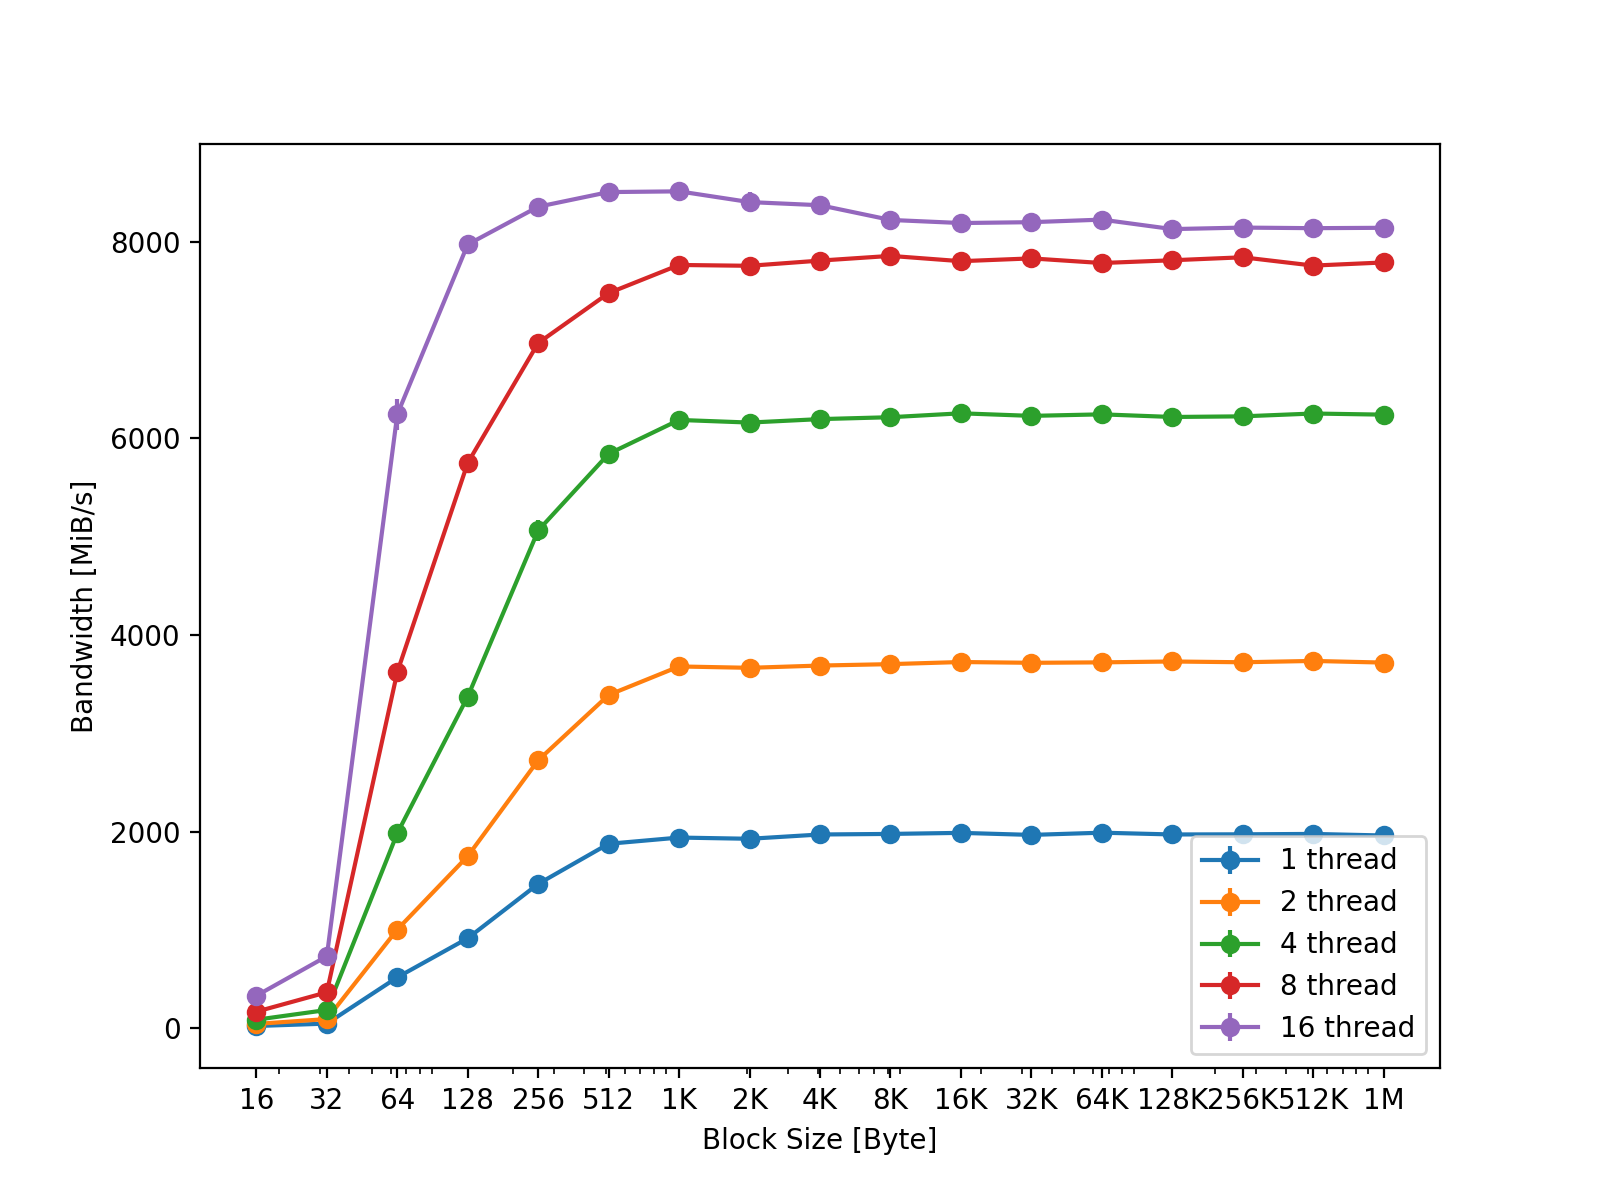 8000
6000
4000
2000
0
Bandwidth [MiB/s]
1 thread
2 thread
4 thread
8 thread
16 thread
16 32 64 128 256 512 1K 2K 4K 8K 16K 32K 64K 128K 256K 512K 1M
Block Size [Byte]